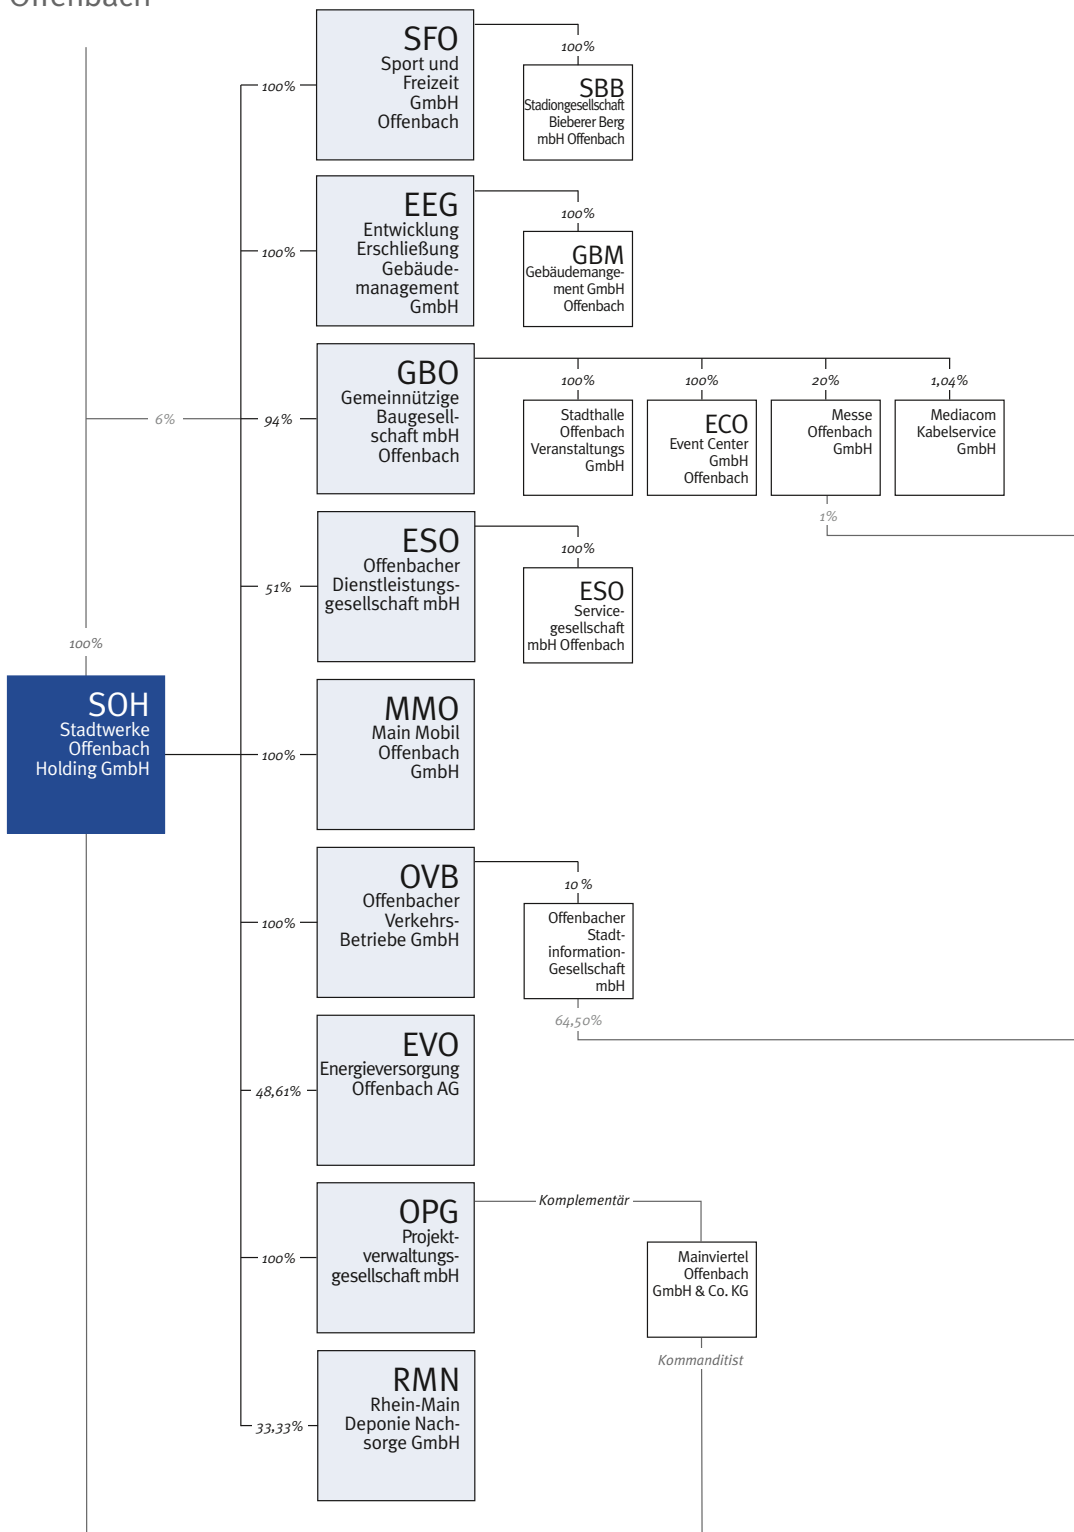 Offenbach
SFO
Sport und
Freizeit
GmbH
Offenbach
100%
100%
SBB
Stadiongesellschaft
Bieberer Berg
mbH Offenbach
EEG
Entwicklung
Erschließung
Gebäude-
management
GmbH
100%
100%
GBM
Gebäudemange-
ment GmbH
Offenbach
GBO
Gemeinnützige
Baugesell-
schaft mbH
Offenbach
6%
94%
100%
Stadthalle
Offenbach
Veranstaltungs
GmbH
100%
ECO
Event Center
GmbH
Offenbach
20%
Messe
Offenbach
GmbH
1%
1,04%
Mediacom
Kabelservice
GmbH
ESO
Offenbacher
Dienstleistungs-
gesellschaft mbH
51%
100%
ESO
Service-
gesellschaft
mbH Offenbach
100%
SOH
Stadtwerke
Offenbach
Holding GmbH
MMO
Main Mobil
Offenbach
GmbH
100%
OVB
Offenbacher
Verkehrs-
Betriebe GmbH
100%
10 %
Offenbacher
Stadt-
information-
Gesellschaft
mbH
64,50%
EVO
Energieversorgung
Offenbach AG
48,61%
OPG
Projekt-
verwaltungs-
gesellschaft mbH
100%
Komplementär
Mainviertel
Offenbach
GmbH & Co. KG
Kommanditist
RMN
Rhein-Main
Deponie Nach-
sorge GmbH
33,33%